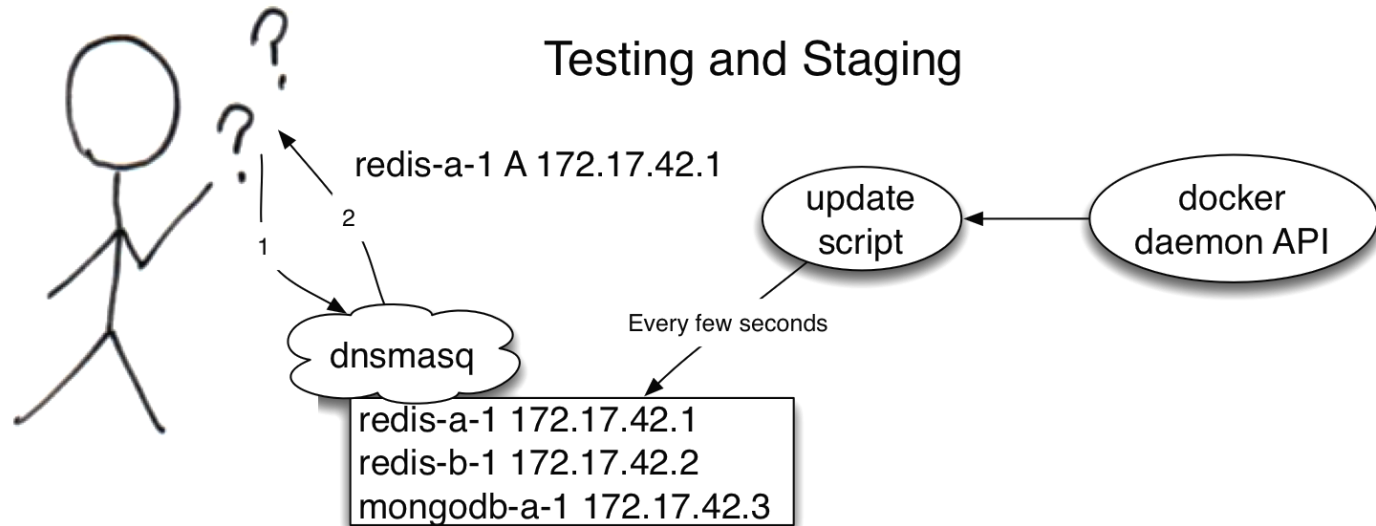 ?
?
Testing and Staging
redis-a-1 A 172.17.42.1
2
1
update
script
docker
daemon API
Every few seconds
dnsmasq
redis-a-1 172.17.42.1
redis-b-1 172.17.42.2
mongodb-a-1 172.17.42.3